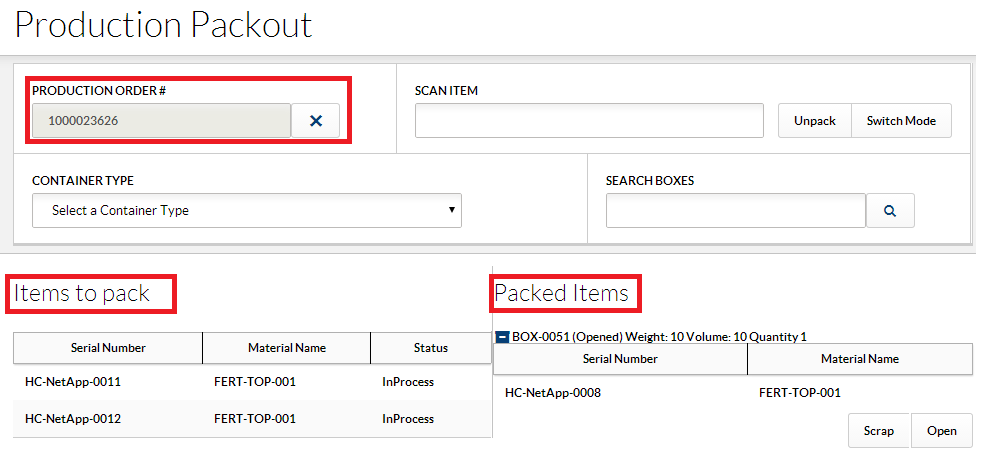 Production Packout
PRODUCTION ORDER #
1000023626
SCAN ITEM
Unpack
Switch Mode
CONTAINER TYPE
Select a Container Type
SEARCH BOXES
Items to pack
Serial Number Material Name Status
HC-NetApp-0011 FERT-TOP-001 InProcess
HC-NetApp-0012 FERT-TOP-001 InProcess
Packed Items
BOX-0051 (Opened) Weight: 10 Volume: 10 Quantity 1
Serial Number Material Name
HC-NetApp-0008 FERT-TOP-001
Scrap Open